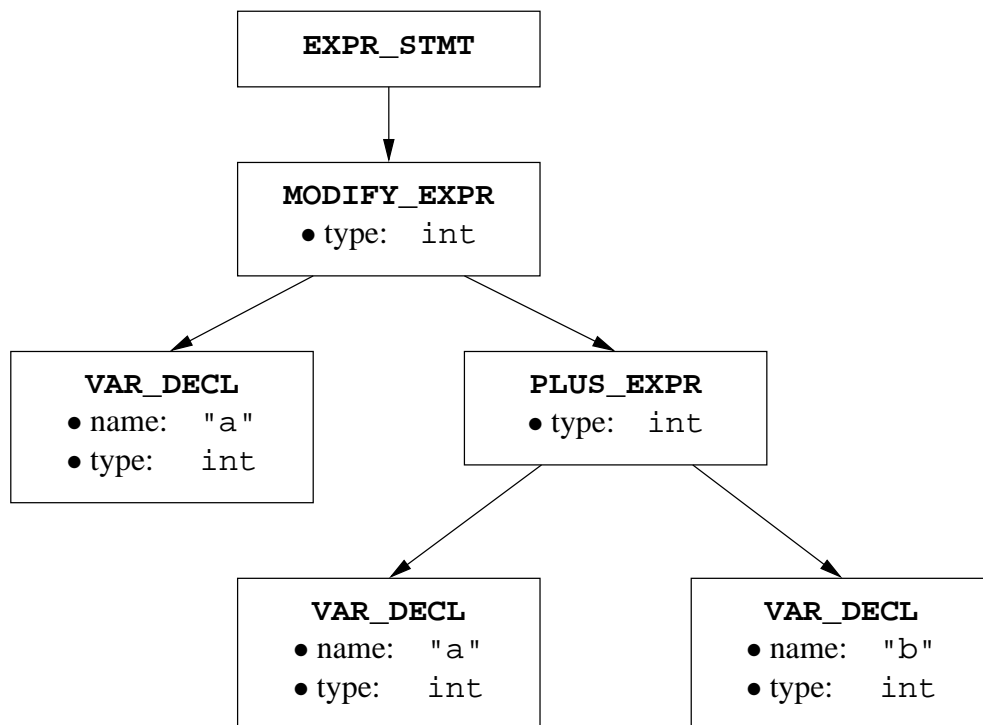 EXPR_STMT
MODIFY_EXPR
● type: int
VAR_DECL
● name: "a"
● type: int
PLUS_EXPR
● type: int
VAR_DECL
● name: "a"
● type: int
VAR_DECL
● name: "b"
● type: int